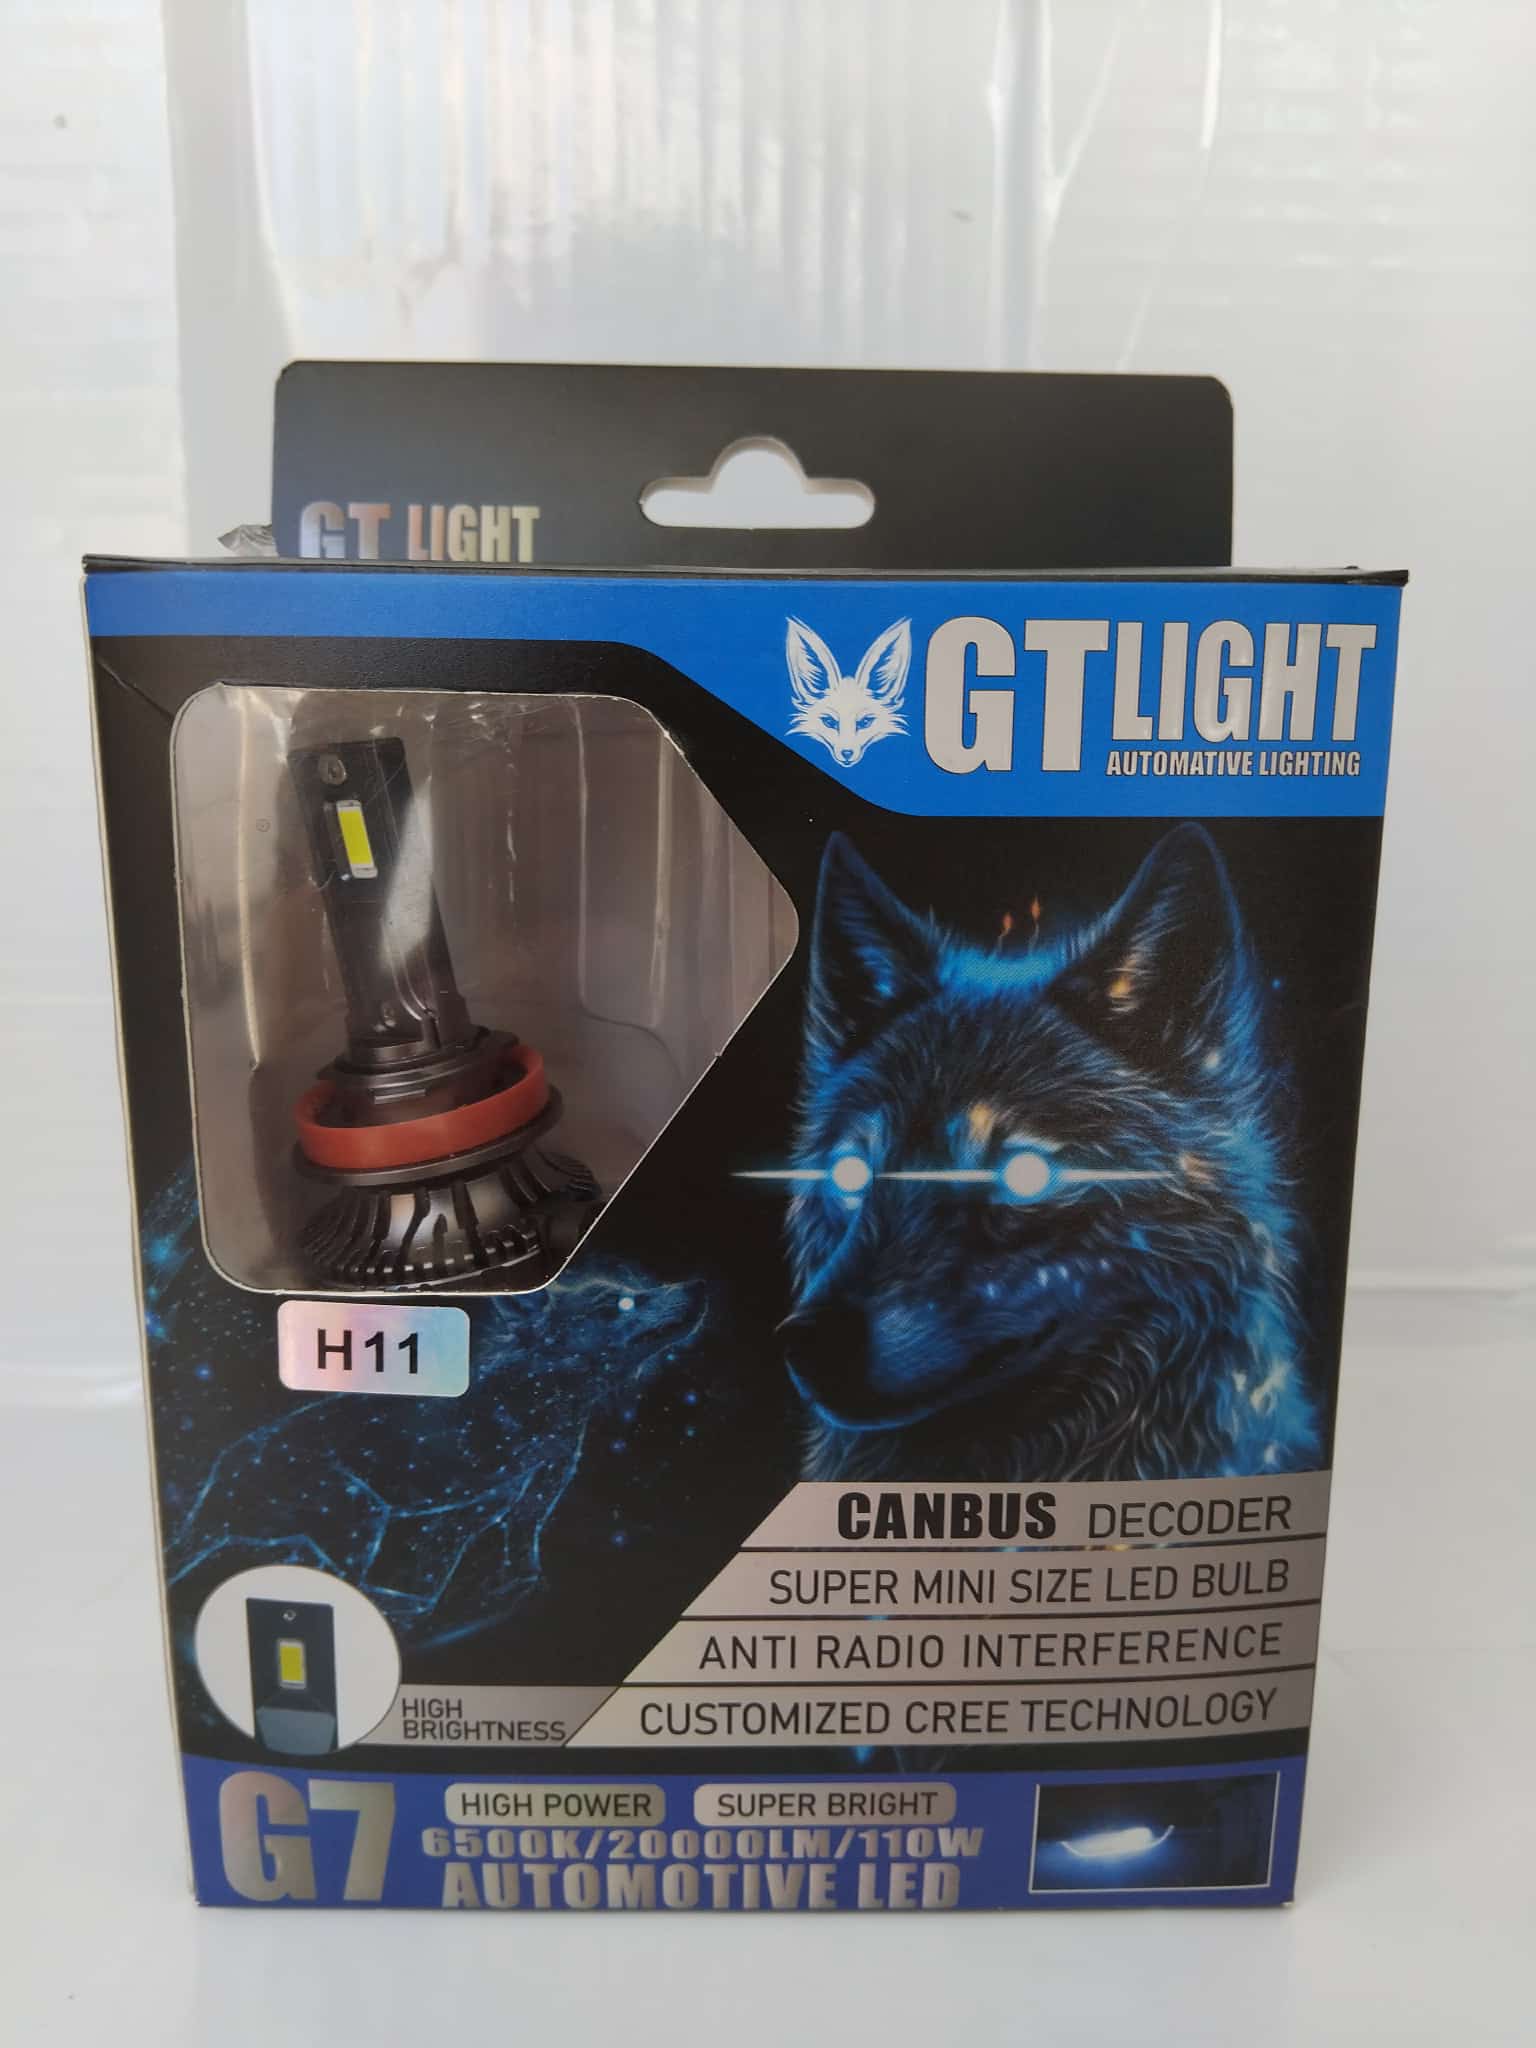 GT LIGHT
GTLIGHT
AUTOMATIVE LIGHTING
H11
CANBUS DECODER
SUPER MINI SIZE LED BULB
ANTI RADIO INTERFERENCE
CUSTOMIZED CREE TECHNOLOGY
HIGH
BRIGHTNESS
G7
HIGH POWER SUPER BRIGHT
6500K/20000LM/110W
AUTOMOTIVE LED